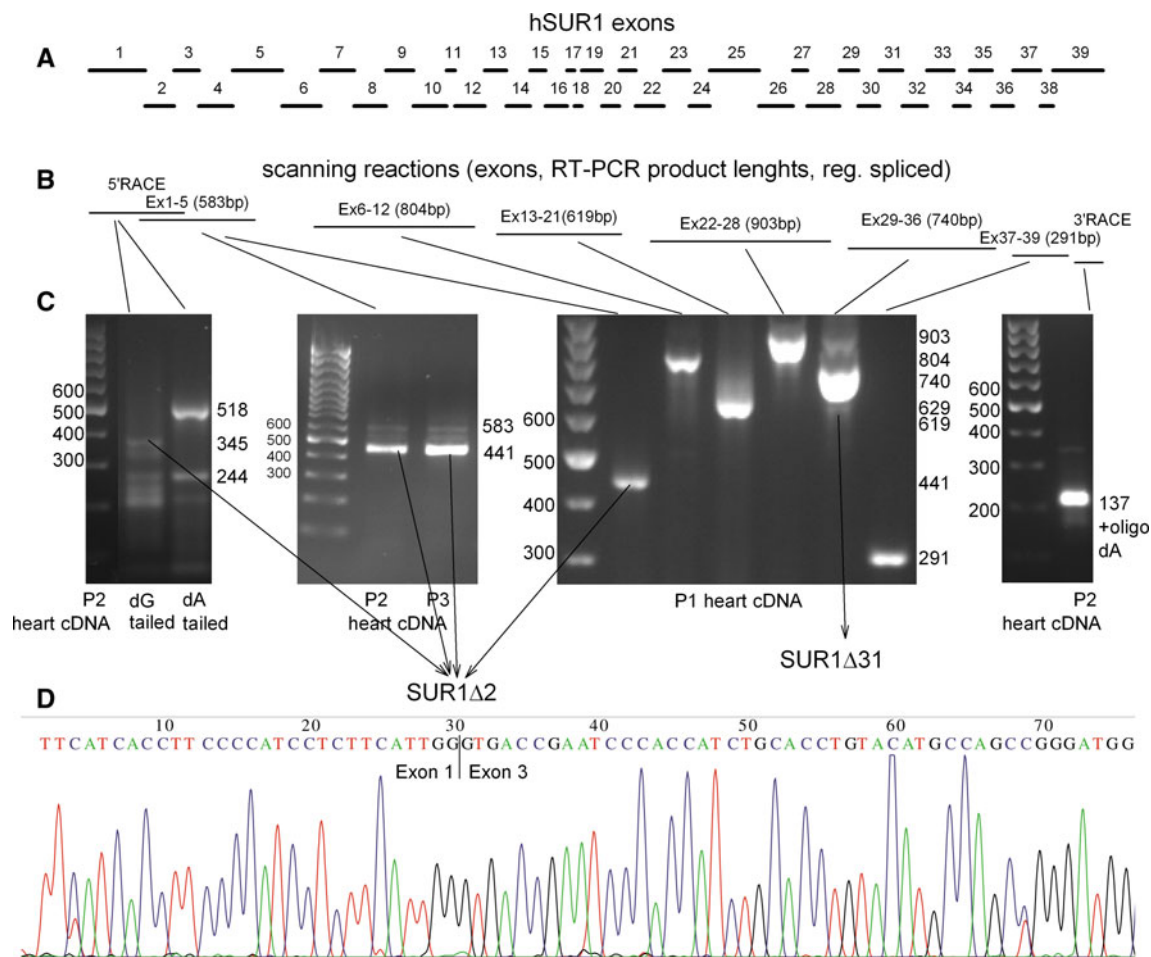 hSUR1 exons
A
1 3 5 7 9 11 13 15 17 19 21 23 25 27 29 31 33 35 37 39
2 4 6 8 10 12 14 16 18 20 22 24 26 28 30 32 34 36 38
B scanning reactions (exons, RT-PCR product lenghts, reg. spliced)
5'RACE
Ex1-5 (583bp) Ex6-12 (804bp) Ex13-21(619bp) Ex22-28 (903bp) Ex29-36 (740bp) 3'RACE
Ex37-39 (291bp)
C
600
500
400
300
518
345
244
P2 dG dA
heart cDNA tailed tailed
600
500
400
300
583
441
P2 P3
heart cDNA
600
500
400
300
903
804
740
629
619
441
291
P1 heart cDNA
600
500
400
300
200
137
+oligo
dA
P2
heart cDNA
SUR1Δ2
SUR1Δ31
D
10 20 30 40 50 60 70
TTCATCACCTTCCCCATCCTCTTCATTGGGTGACCGAATCCCACCATCTGCACCTGTACATGCCAGCCGGGATGG
Exon 1 Exon 3